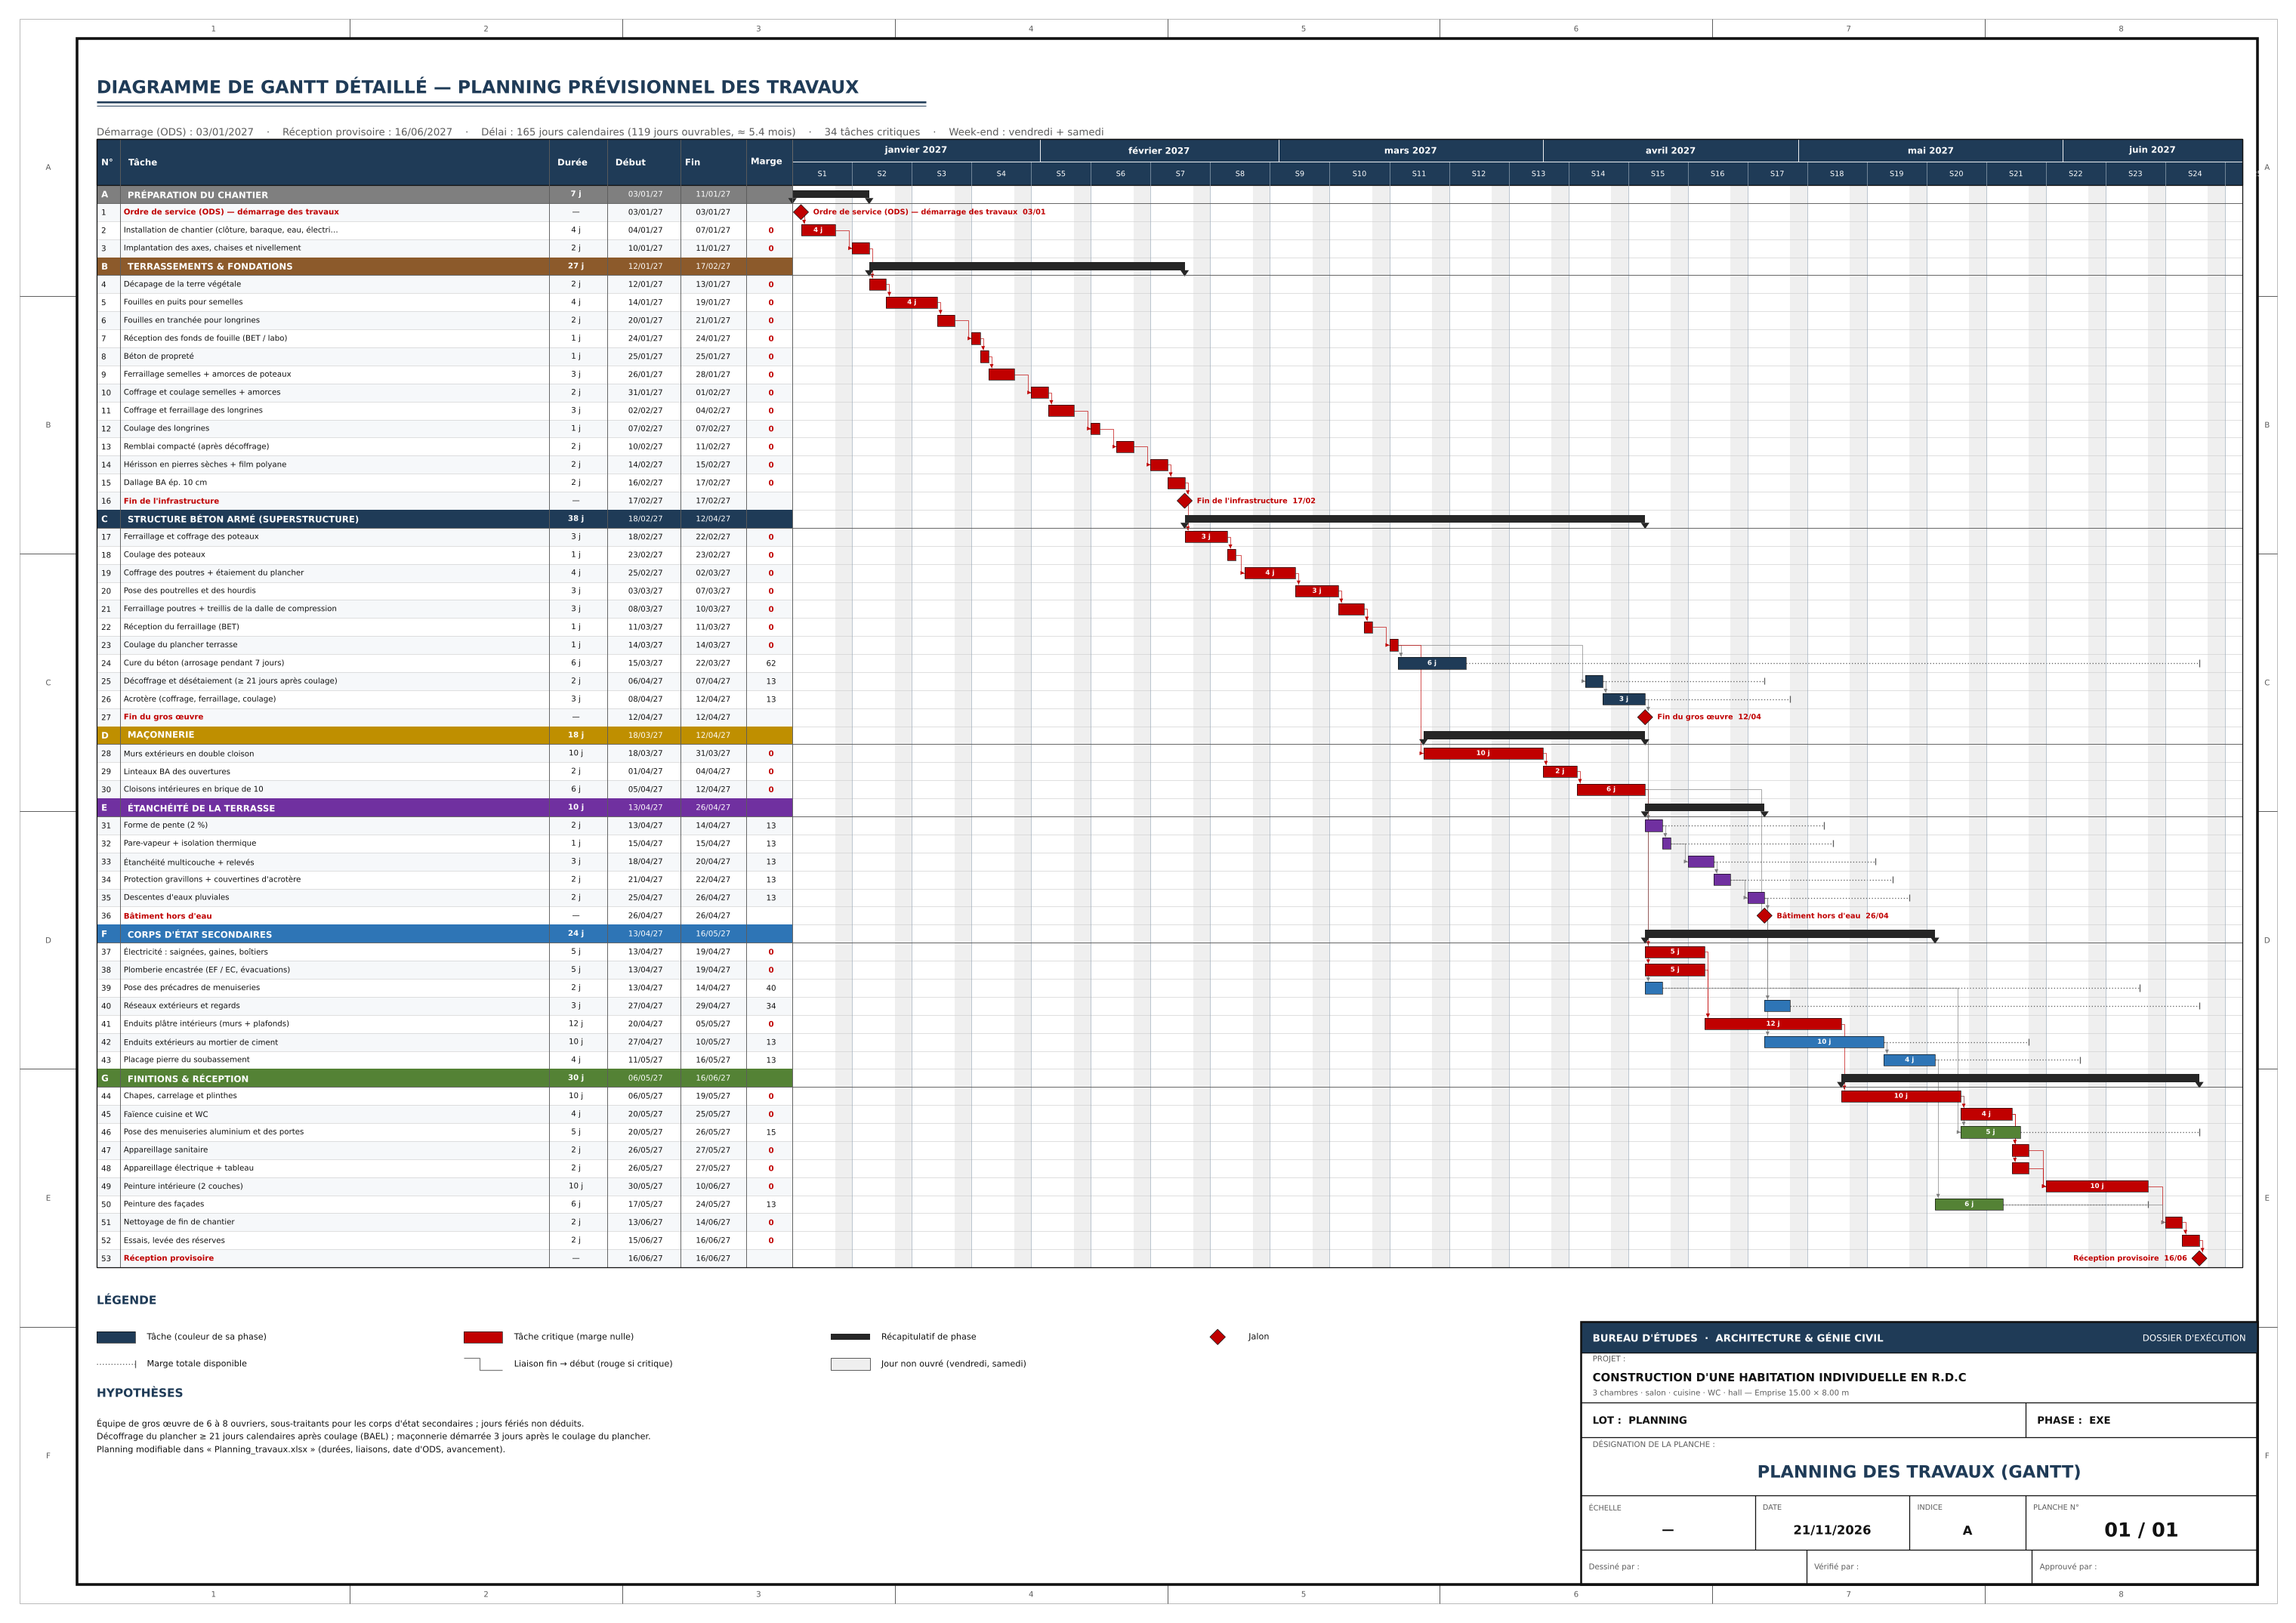 1 2 3 4 5 6 7 8
DIAGRAMME DE GANTT DÉTAILLÉ — PLANNING PRÉVISIONNEL DES TRAVAUX
Démarrage (ODS) : 03/01/2027 · Réception provisoire : 16/06/2027 · Délai : 165 jours calendaires (119 jours ouvrables, ≈ 5.4 mois) · 34 tâches critiques · Week-end : vendredi + samedi
N° Tâche Durée Début Fin Marge janvier 2027 février 2027 mars 2027 avril 2027 mai 2027 juin 2027
A A
S1 S2 S3 S4 S5 S6 S7 S8 S9 S10 S11 S12 S13 S14 S15 S16 S17 S18 S19 S20 S21 S22 S23 S24
A PRÉPARATION DU CHANTIER 7 j 03/01/27 11/01/27
1 Ordre de service (ODS) — démarrage des travaux — 03/01/27 03/01/27 Ordre de service (ODS) — démarrage des travaux 03/01
2 Installation de chantier (clôture, baraque, eau, électri... 4 j 04/01/27 07/01/27 0 4 j
3 Implantation des axes, chaises et nivellement 2 j 10/01/27 11/01/27 0
B TERRASSEMENTS & FONDATIONS 27 j 12/01/27 17/02/27
4 Décapage de la terre végétale 2 j 12/01/27 13/01/27 0
5 Fouilles en puits pour semelles 4 j 14/01/27 19/01/27 0 4 j
6 Fouilles en tranchée pour longrines 2 j 20/01/27 21/01/27 0
7 Réception des fonds de fouille (BET / labo) 1 j 24/01/27 24/01/27 0
8 Béton de propreté 1 j 25/01/27 25/01/27 0
9 Ferraillage semelles + amorces de poteaux 3 j 26/01/27 28/01/27 0
10 Coffrage et coulage semelles + amorces 2 j 31/01/27 01/02/27 0
11 Coffrage et ferraillage des longrines 3 j 02/02/27 04/02/27 0
B B
12 Coulage des longrines 1 j 07/02/27 07/02/27 0
13 Remblai compacté (après décoffrage) 2 j 10/02/27 11/02/27 0
14 Hérisson en pierres sèches + film polyane 2 j 14/02/27 15/02/27 0
15 Dallage BA ép. 10 cm 2 j 16/02/27 17/02/27 0
16 Fin de l'infrastructure — 17/02/27 17/02/27 Fin de l'infrastructure 17/02
C STRUCTURE BÉTON ARMÉ (SUPERSTRUCTURE) 38 j 18/02/27 12/04/27
17 Ferraillage et coffrage des poteaux 3 j 18/02/27 22/02/27 0 3 j
18 Coulage des poteaux 1 j 23/02/27 23/02/27 0
19 Coffrage des poutres + étaiement du plancher 4 j 25/02/27 02/03/27 0 4 j
20 Pose des poutrelles et des hourdis 3 j 03/03/27 07/03/27 0 3 j
21 Ferraillage poutres + treillis de la dalle de compression 3 j 08/03/27 10/03/27 0
22 Réception du ferraillage (BET) 1 j 11/03/27 11/03/27 0
23 Coulage du plancher terrasse 1 j 14/03/27 14/03/27 0
24 Cure du béton (arrosage pendant 7 jours) 6 j 15/03/27 22/03/27 62 6 j
C C
25 Décoffrage et désétaiement (≥ 21 jours après coulage) 2 j 06/04/27 07/04/27 13
26 Acrotère (coffrage, ferraillage, coulage) 3 j 08/04/27 12/04/27 13 3 j
27 Fin du gros œuvre — 12/04/27 12/04/27 Fin du gros œuvre 12/04
D MAÇONNERIE 18 j 18/03/27 12/04/27
28 Murs extérieurs en double cloison 10 j 18/03/27 31/03/27 0 10 j
29 Linteaux BA des ouvertures 2 j 01/04/27 04/04/27 0 2 j
30 Cloisons intérieures en brique de 10 6 j 05/04/27 12/04/27 0 6 j
E ÉTANCHÉITÉ DE LA TERRASSE 10 j 13/04/27 26/04/27
31 Forme de pente (2 %) 2 j 13/04/27 14/04/27 13
32 Pare-vapeur + isolation thermique 1 j 15/04/27 15/04/27 13
33 Étanchéité multicouche + relevés 3 j 18/04/27 20/04/27 13
34 Protection gravillons + couvertines d'acrotère 2 j 21/04/27 22/04/27 13
35 Descentes d'eaux pluviales 2 j 25/04/27 26/04/27 13
36 Bâtiment hors d'eau — 26/04/27 26/04/27 Bâtiment hors d'eau 26/04
F CORPS D'ÉTAT SECONDAIRES 24 j 13/04/27 16/05/27
D D
37 Électricité : saignées, gaines, boîtiers 5 j 13/04/27 19/04/27 0 5 j
38 Plomberie encastrée (EF / EC, évacuations) 5 j 13/04/27 19/04/27 0 5 j
39 Pose des précadres de menuiseries 2 j 13/04/27 14/04/27 40
40 Réseaux extérieurs et regards 3 j 27/04/27 29/04/27 34
41 Enduits plâtre intérieurs (murs + plafonds) 12 j 20/04/27 05/05/27 0 12 j
42 Enduits extérieurs au mortier de ciment 10 j 27/04/27 10/05/27 13 10 j
43 Placage pierre du soubassement 4 j 11/05/27 16/05/27 13 4 j
G FINITIONS & RÉCEPTION 30 j 06/05/27 16/06/27
44 Chapes, carrelage et plinthes 10 j 06/05/27 19/05/27 0 10 j
45 Faïence cuisine et WC 4 j 20/05/27 25/05/27 0 4 j
46 Pose des menuiseries aluminium et des portes 5 j 20/05/27 26/05/27 15 5 j
47 Appareillage sanitaire 2 j 26/05/27 27/05/27 0
48 Appareillage électrique + tableau 2 j 26/05/27 27/05/27 0
49 Peinture intérieure (2 couches) 10 j 30/05/27 10/06/27 0 10 j
E E
50 Peinture des façades 6 j 17/05/27 24/05/27 13 6 j
51 Nettoyage de fin de chantier 2 j 13/06/27 14/06/27 0
52 Essais, levée des réserves 2 j 15/06/27 16/06/27 0
53 Réception provisoire — 16/06/27 16/06/27 Réception provisoire 16/06
LÉGENDE
Tâche (couleur de sa phase) Tâche critique (marge nulle) Récapitulatif de phase Jalon
Marge totale disponible Liaison fin → début (rouge si critique) Jour non ouvré (vendredi, samedi)
HYPOTHÈSES
Équipe de gros œuvre de 6 à 8 ouvriers, sous-traitants pour les corps d'état secondaires ; jours fériés non déduits.
Décoffrage du plancher ≥ 21 jours calendaires après coulage (BAEL) ; maçonnerie démarrée 3 jours après le coulage du plancher.
Planning modifiable dans « Planning_travaux.xlsx » (durées, liaisons, date d'ODS, avancement).
BUREAU D'ÉTUDES · ARCHITECTURE & GÉNIE CIVIL DOSSIER D'EXÉCUTION
PROJET :
CONSTRUCTION D'UNE HABITATION INDIVIDUELLE EN R.D.C
3 chambres · salon · cuisine · WC · hall — Emprise 15.00 × 8.00 m
LOT : PLANNING PHASE : EXE
DÉSIGNATION DE LA PLANCHE :
F F
PLANNING DES TRAVAUX (GANTT)
ÉCHELLE DATE INDICE PLANCHE N°
— 21/11/2026 A 01 / 01
Dessiné par : Vérifié par : Approuvé par :
1 2 3 4 5 6 7 8